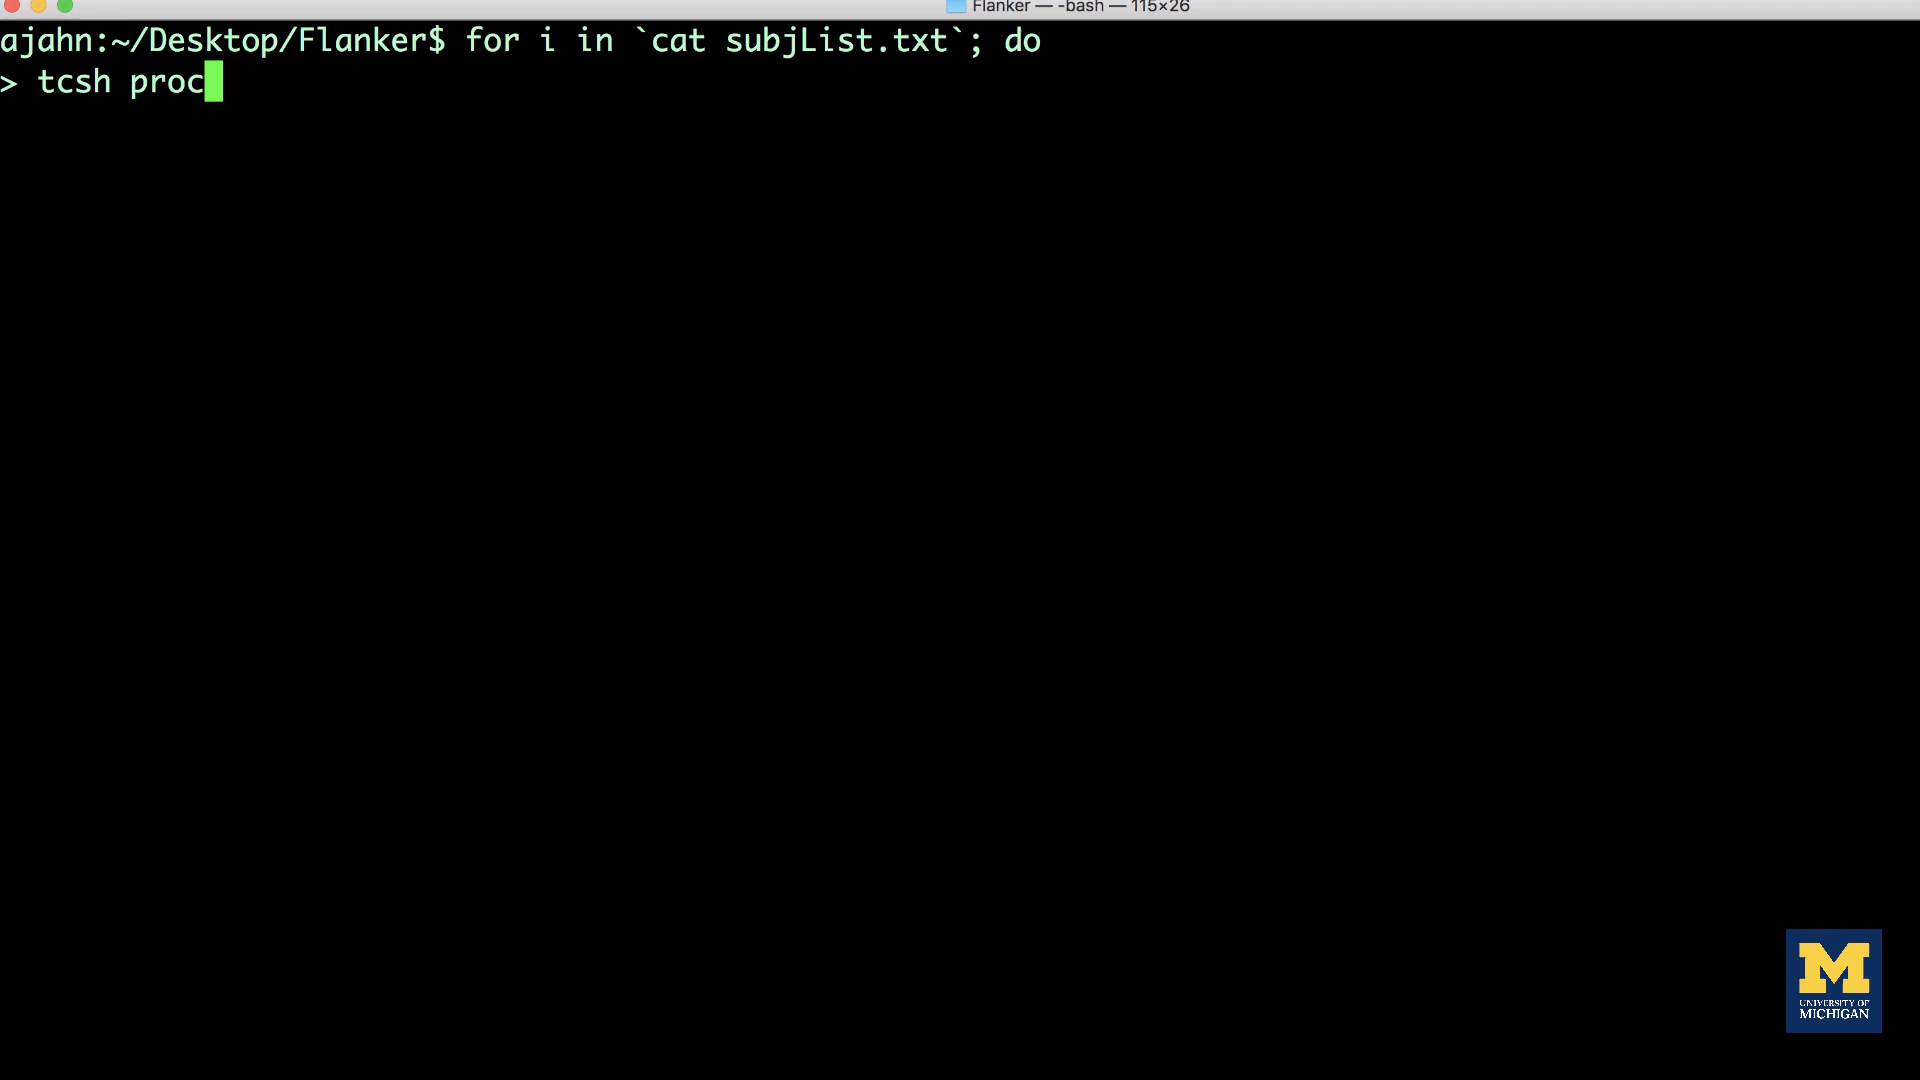 Flanker — -bash — 115×26
ajahn:~/Desktop/Flanker$ for i in `cat subjList.txt`; do
> tcsh proc
M
UNIVERSITY OF
MICHIGAN